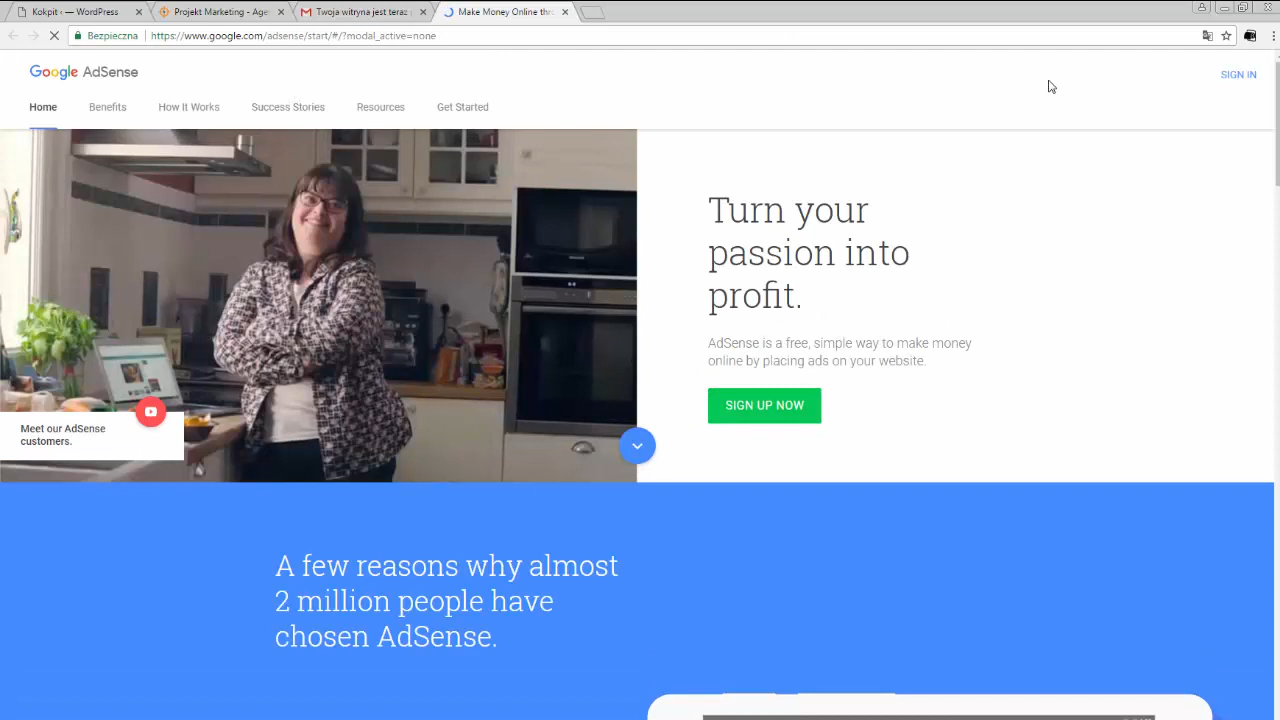 Kokpit ‹ — WordPress
Projekt Marketing - Agen
Twoja witryna jest teraz
Make Money Online thr
Bezpieczna
https://www.google.com/adsense/start/#/?modal_active=none
Google AdSense
SIGN IN
Home
Benefits
How It Works
Success Stories
Resources
Get Started
Turn your
passion into
profit.
AdSense is a free, simple way to make money
online by placing ads on your website.
SIGN UP NOW
Meet our AdSense
customers.
A few reasons why almost
2 million people have
chosen AdSense.